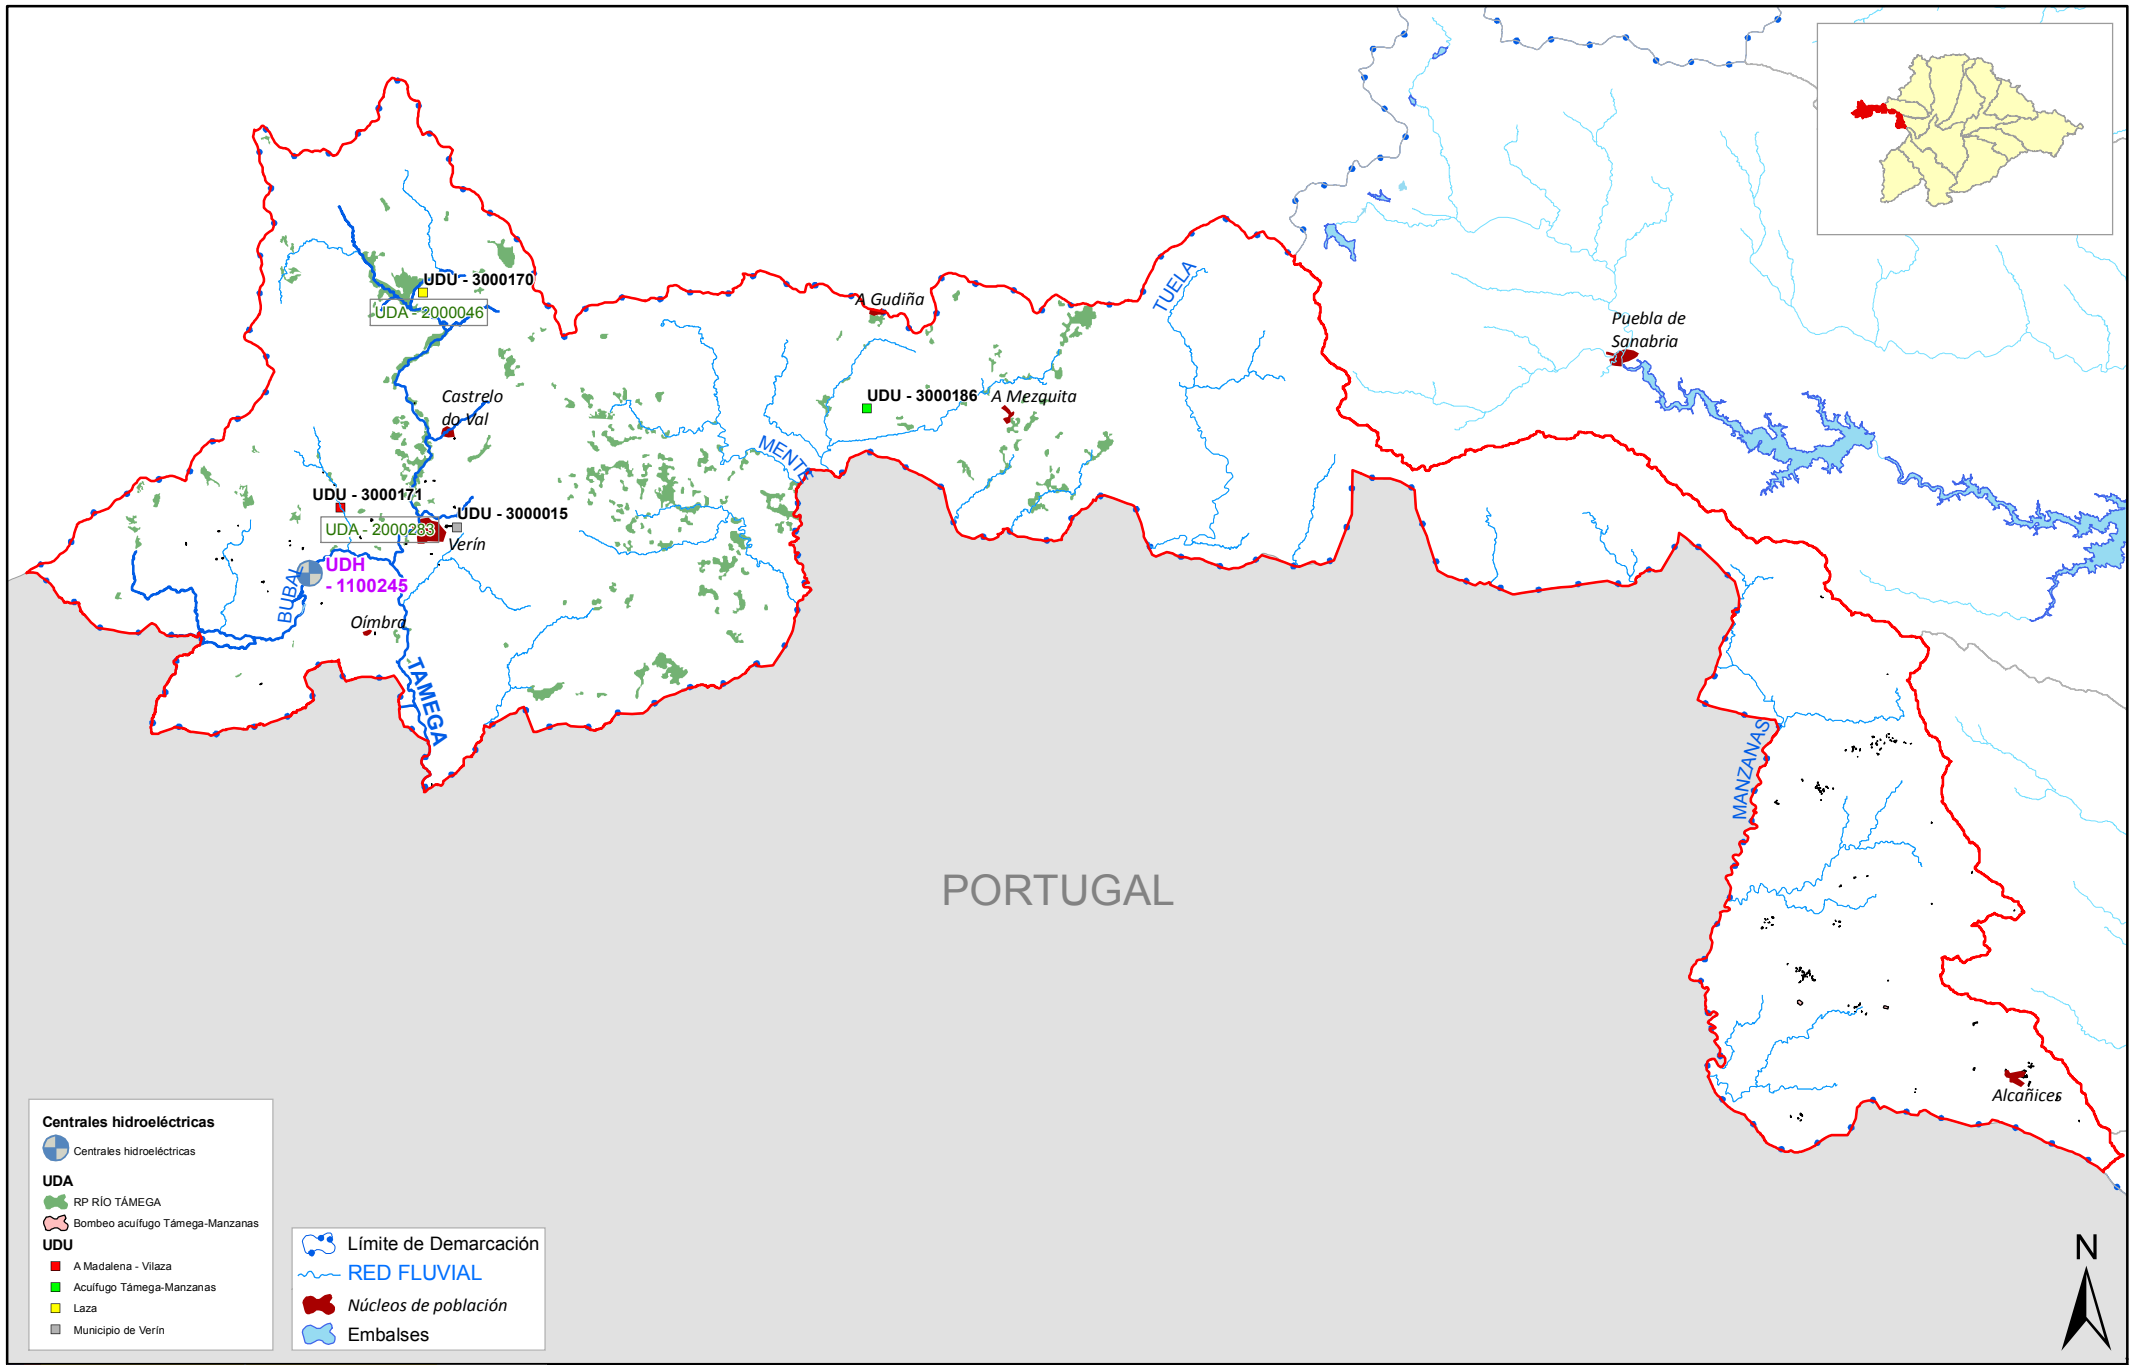 UDU - 3000170
UDA - 2000046
A Gudiña
TUELA
Puebla de
Sanabria
Castrelo
do Val
UDU - 3000186
A Mezquita
MENTE
UDU - 3000171
UDU - 3000015
UDA - 2000283
Verín
UDH
- 1100245
BUBAL
Oímbra
TAMEGA
MANZANAS
PORTUGAL
Alcañices
Centrales hidroeléctricas
Centrales hidroeléctricas
UDA
RP RÍO TÁMEGA
Bombeo acuífugo Támega-Manzanas
UDU
A Madalena - Vilaza
Acuífugo Támega-Manzanas
Laza
Municipio de Verín
Límite de Demarcación
RED FLUVIAL
Núcleos de población
Embalses
N